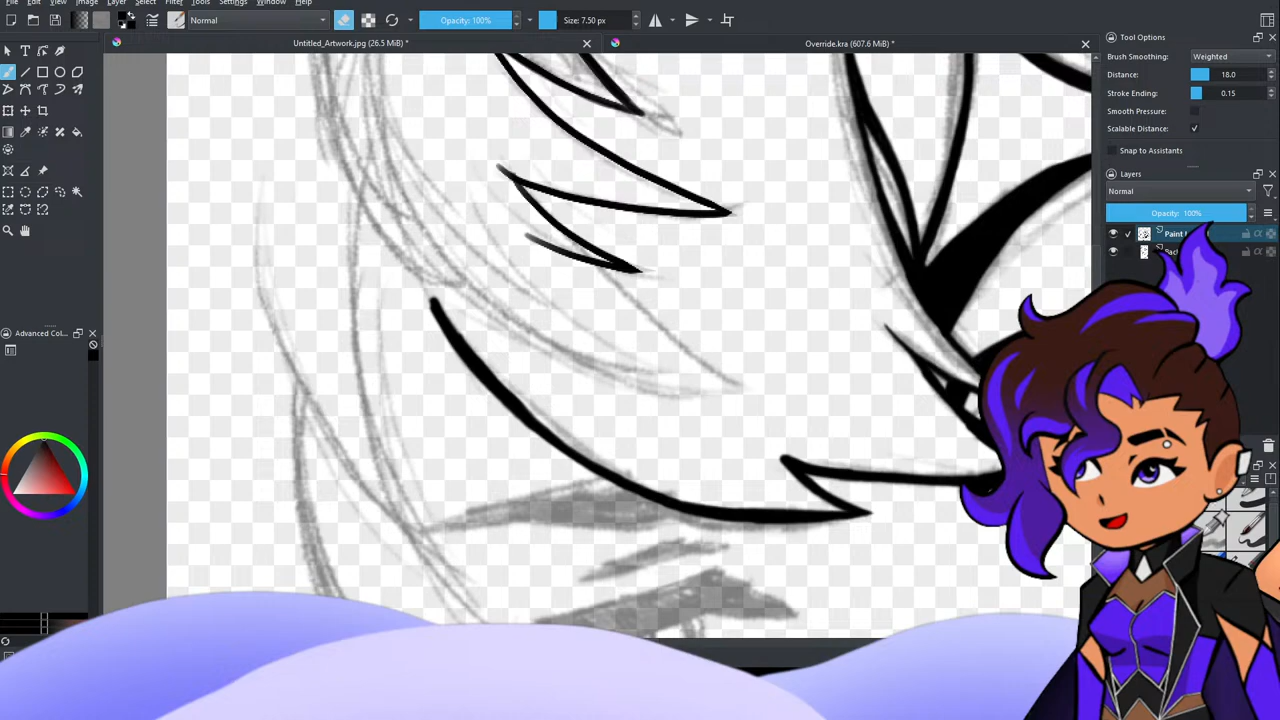 File Edit View Image Layer Select Filter Tools Settings Window Help
Normal Opacity: 100% Size: 7.50 px
Untitled_Artwork.jpg (26.5 MiB) *
Override.kra (607.6 MiB) *
Tool Options
Brush Smoothing: Weighted
Distance: 18.0
Stroke Ending: 0.15
Smooth Pressure:
Scalable Distance:
Snap to Assistants
Layers
Normal
Opacity: 100%
Paint
Advanced Col...